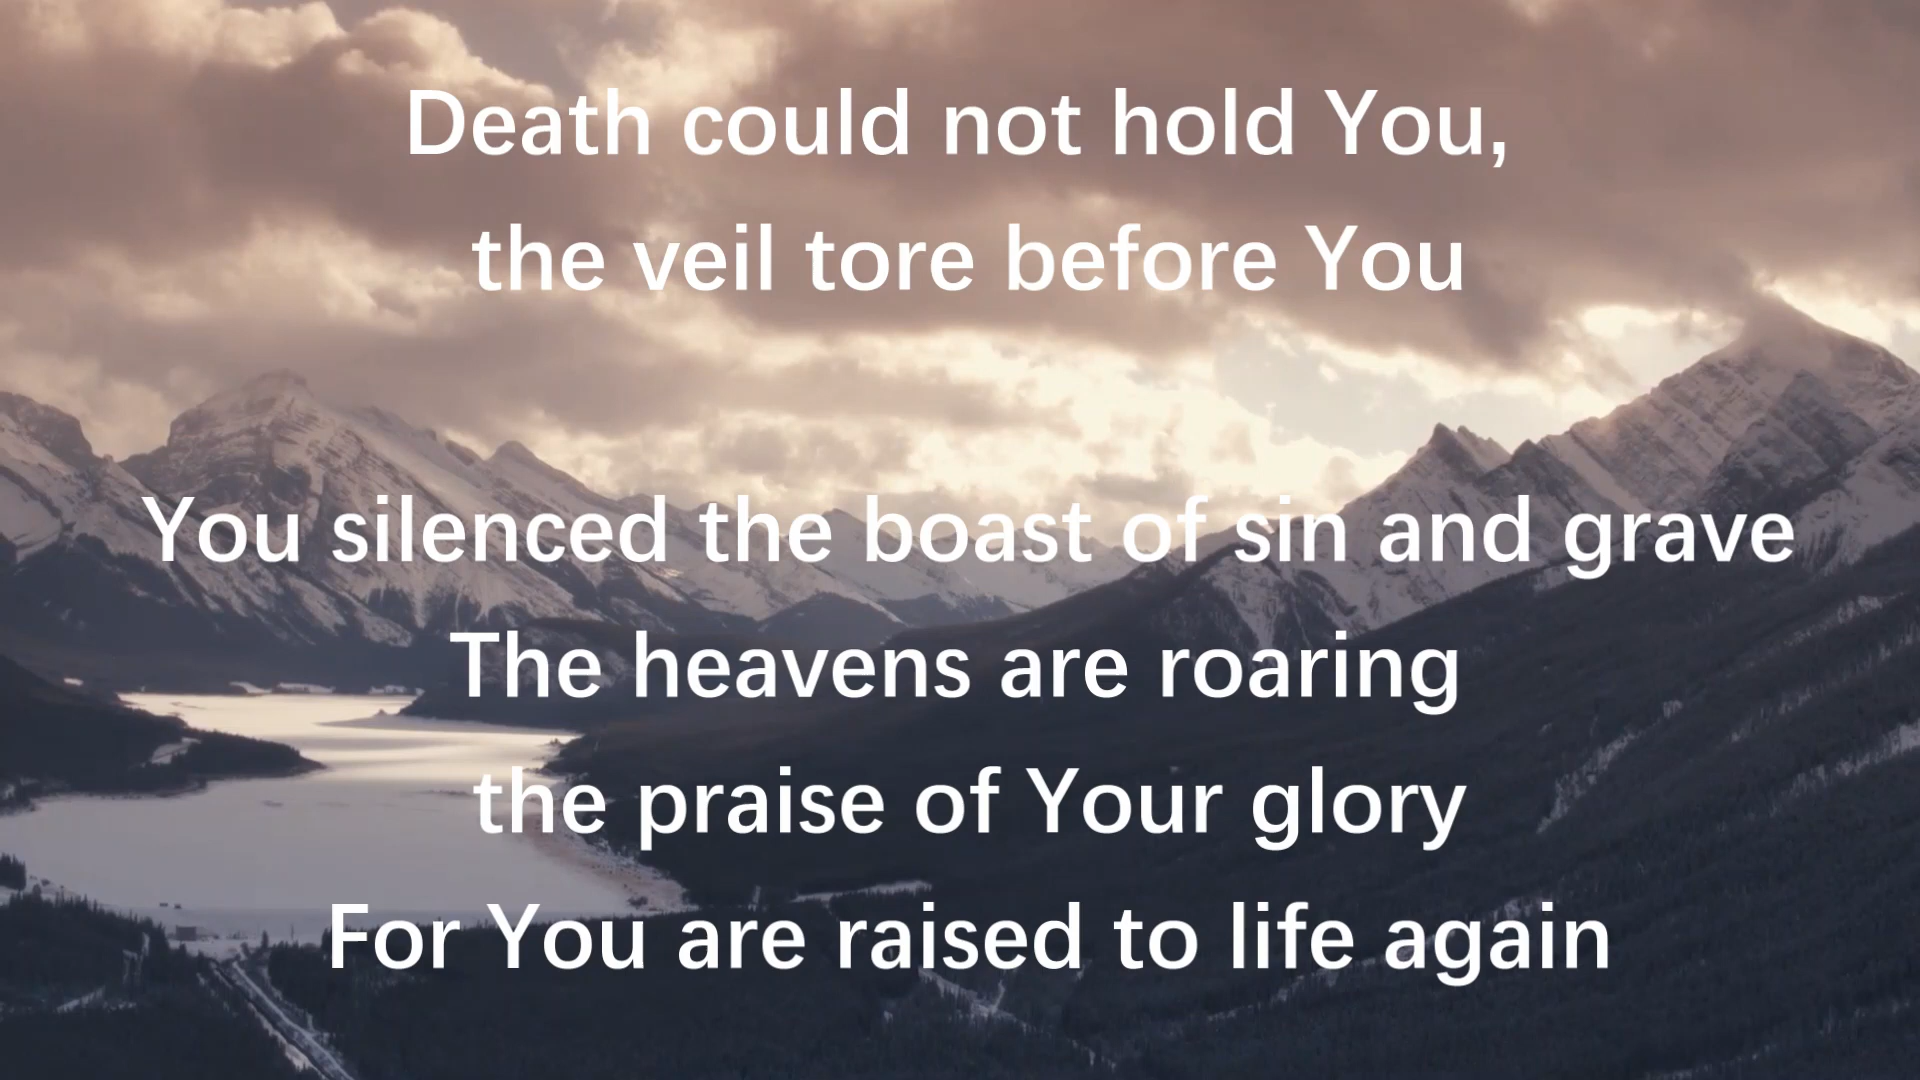 Death could not hold You,
the veil tore before You
You silenced the boast of sin and grave
The heavens are roaring
the praise of Your glory
For You are raised to life again